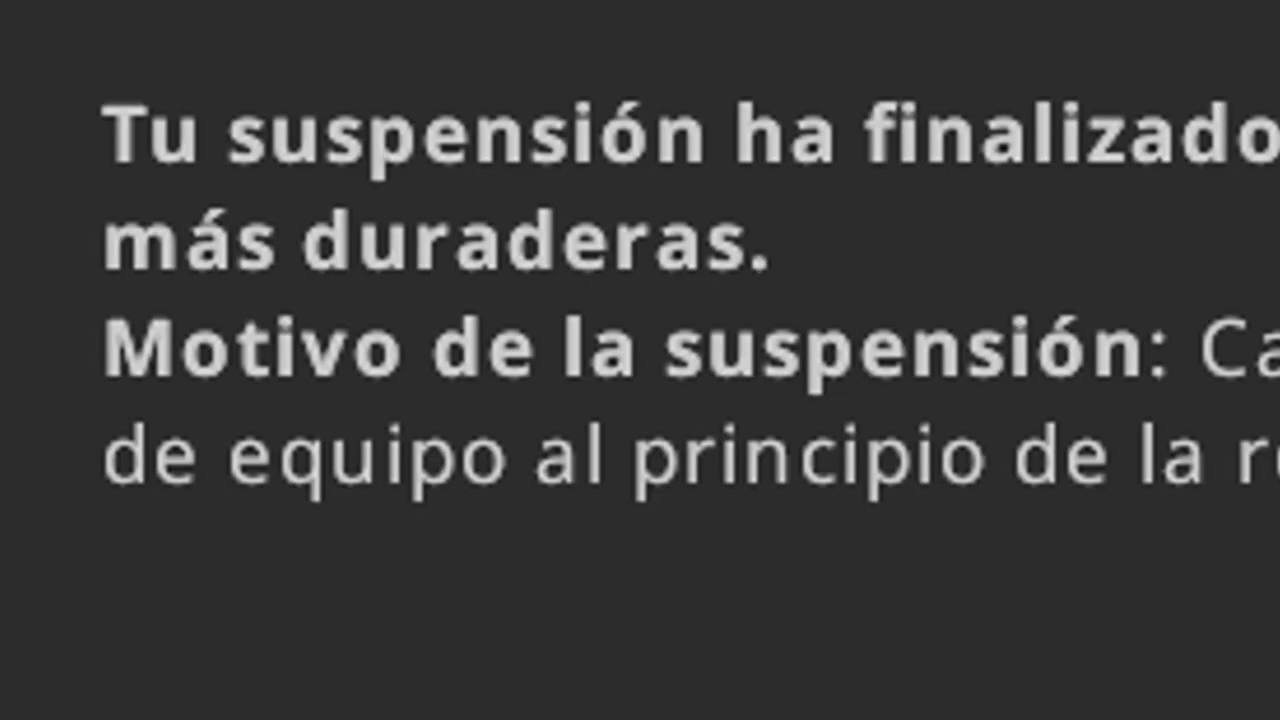 Tu suspensión ha finalizado
más duraderas.
Motivo de la suspensión:
de equipo al principio de la